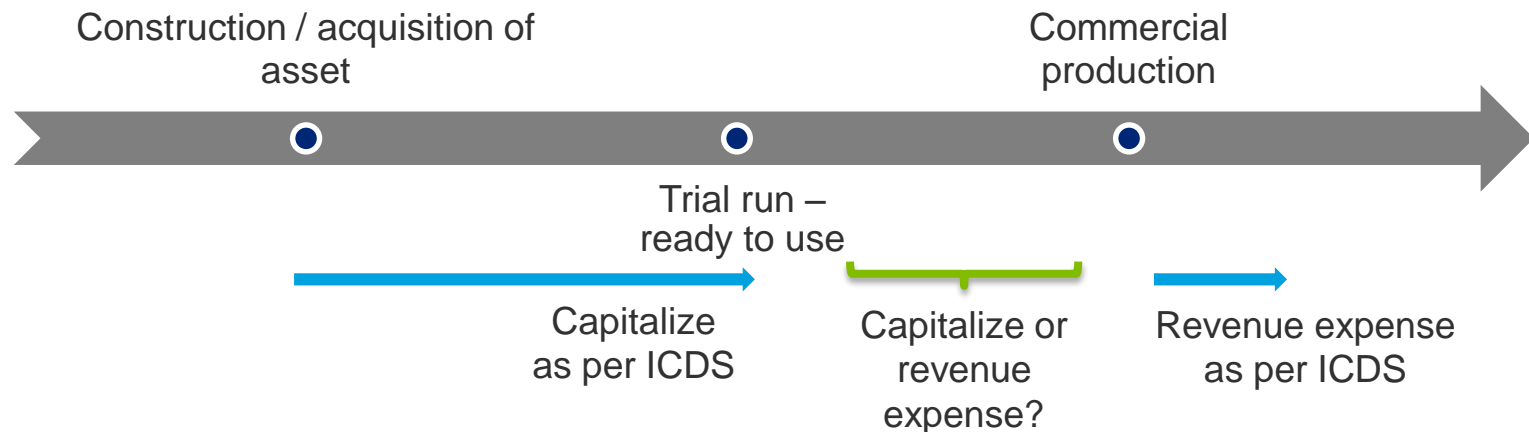 Construction / acquisition of
asset
Commercial
production
Trial run –
ready to use
Capitalize
as per ICDS
Capitalize or
revenue
expense?
Revenue expense
as per ICDS